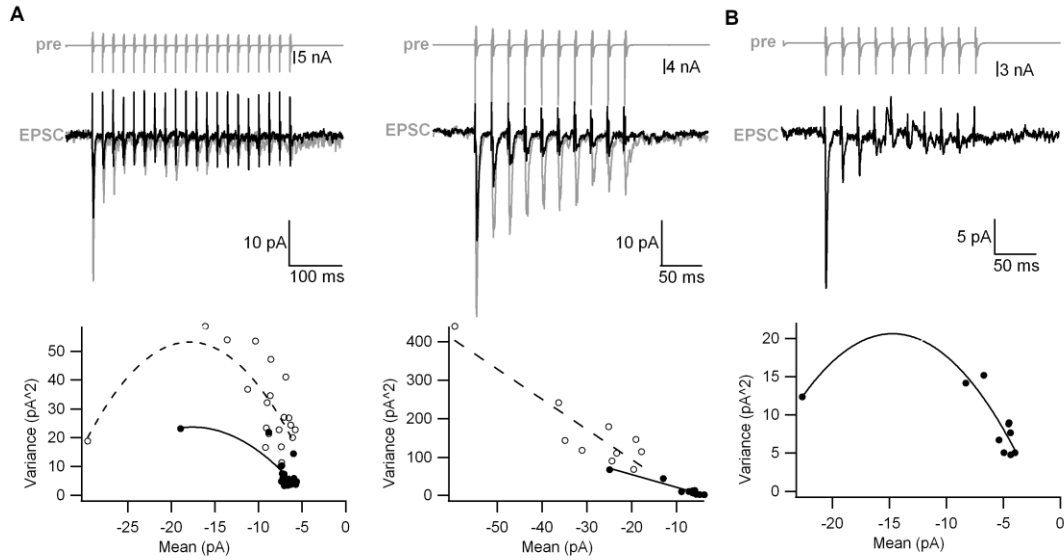 A
pre
5 nA
EPSC
10 pA
100 ms
pre
4 nA
EPSC
10 pA
50 ms
B
pre
3 nA
EPSC
5 pA
50 ms
Variance (pA^2)
50
40
30
20
10
0
-25
-20
-15
-10
-5
0
Mean (pA)
Variance (pA^2)
400
300
200
100
0
-50
-40
-30
-20
-10
Mean (pA)
Variance (pA^2)
20
15
10
5
0
-20
-15
-10
-5
0
Mean (pA)